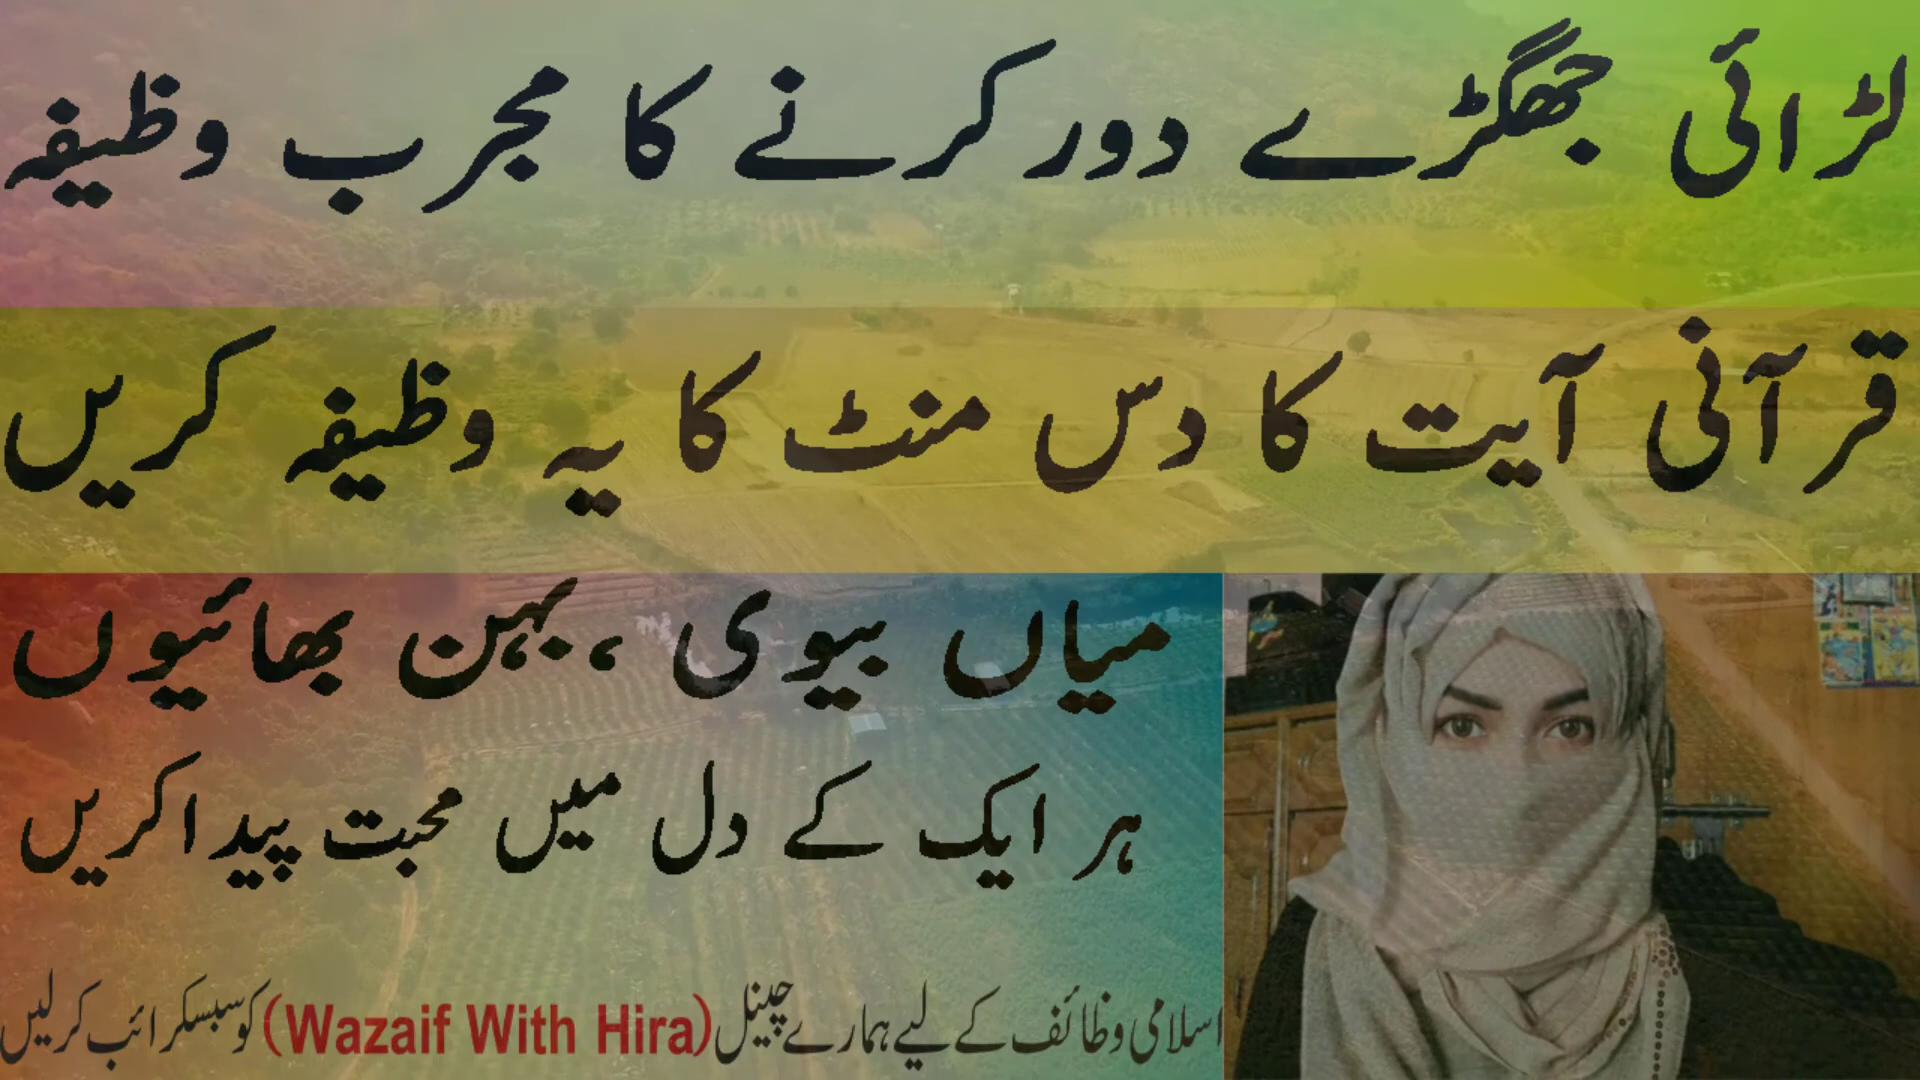 لڑائی جھگڑے دور کرنے کا مجرب وظیفہ
قرآنی آیت کا دس منٹ کا یہ وظیفہ کریں
میاں بیوی ،بہن بھائیوں
ہر ایک کے دل میں محبت پیدا کریں
اسلامی وظائف کے لیے ہمارے چینل (Wazaif With Hira) کو سبسکرائب کر لیں